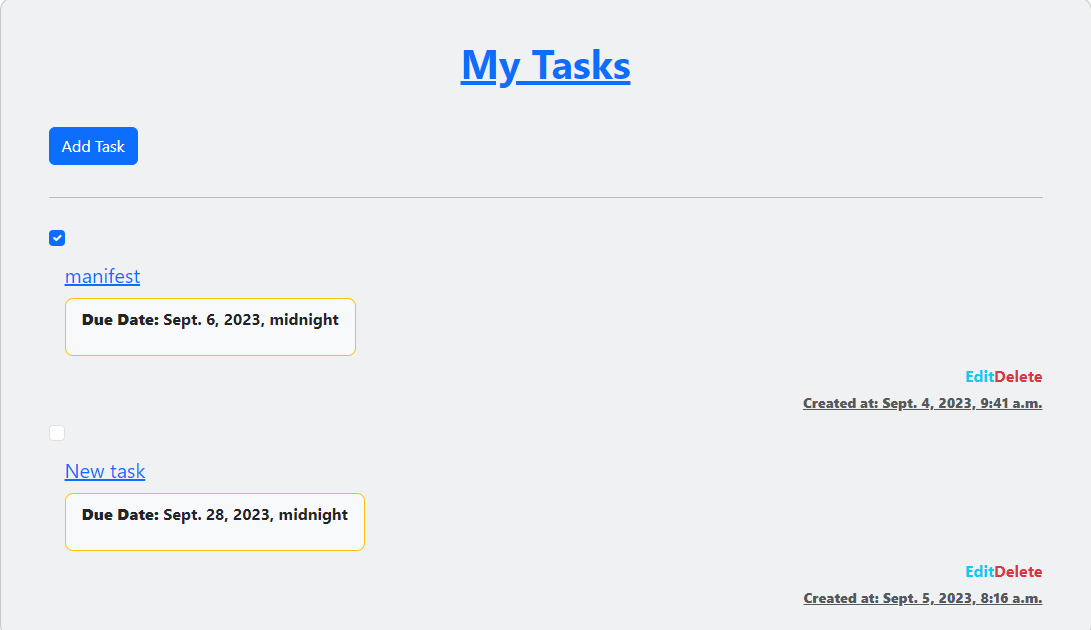 My Tasks
Add Task
manifest
Due Date: Sept. 6, 2023, midnight
EditDelete
Created at: Sept. 4, 2023, 9:41 a.m.
New task
Due Date: Sept. 28, 2023, midnight
EditDelete
Created at: Sept. 5, 2023, 8:16 a.m.